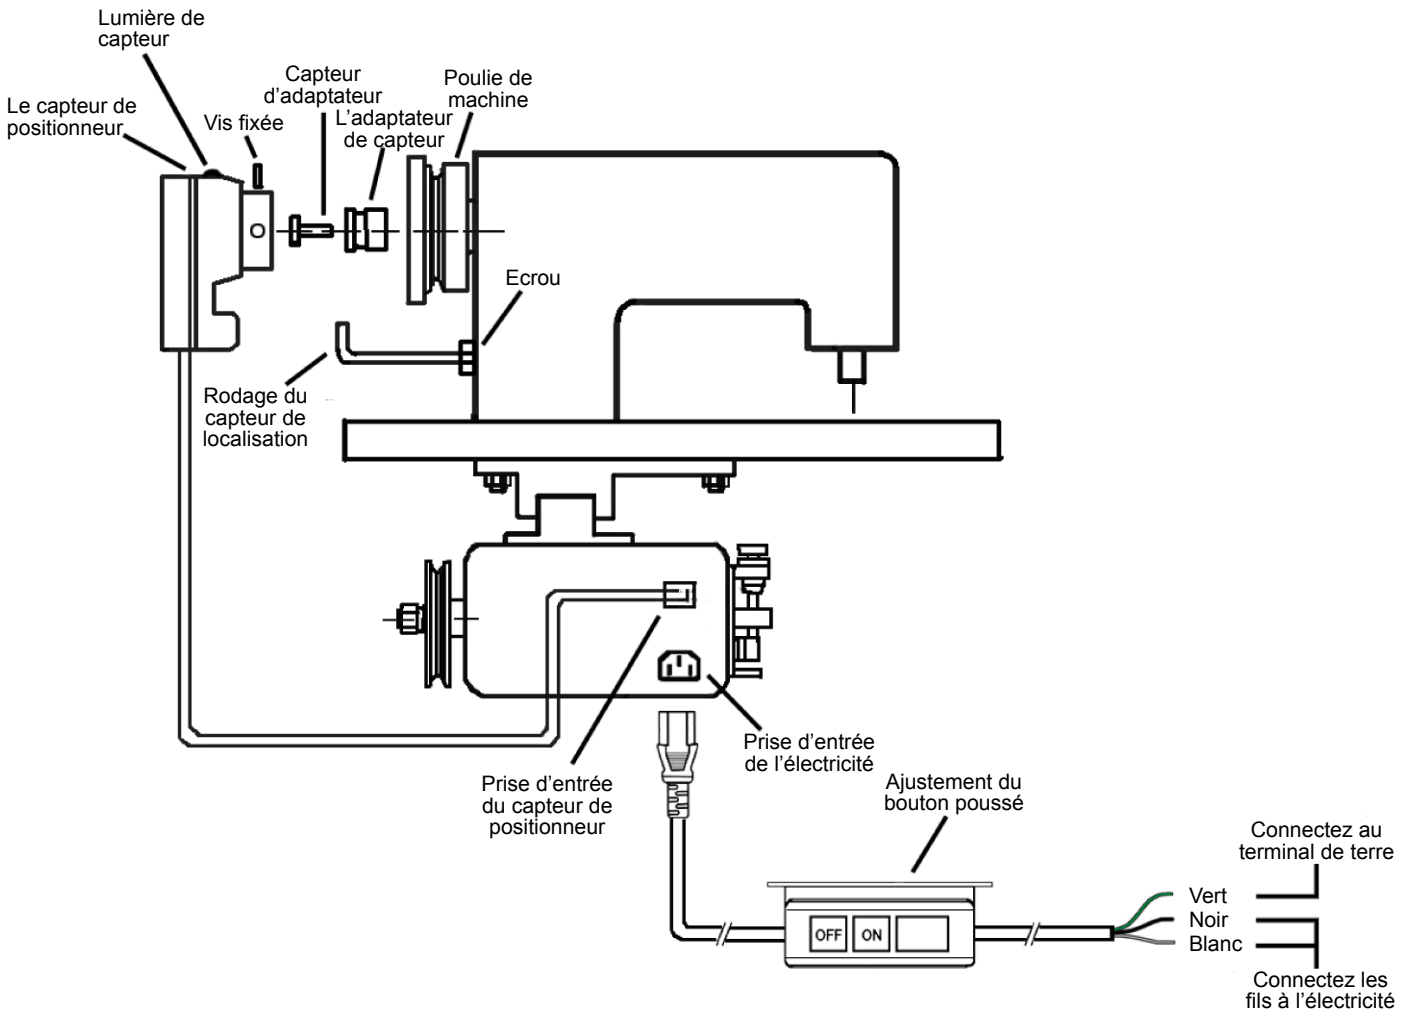 Lumière de
capteur
Le capteur de
positionneur
Vis fixée
Capteur
d'adaptateur
L'adaptateur
de capteur
Poulie de
machine
Ecrou
Rodage du
capteur de
localisation
Prise d'entrée
du capteur de
positionneur
Prise d'entrée
de l'électricité
Ajustement du
bouton poussé
OFF
ON
Connectez au
terminal de terre
Vert
Noir
Blanc
Connectez les
fils à l'électricité